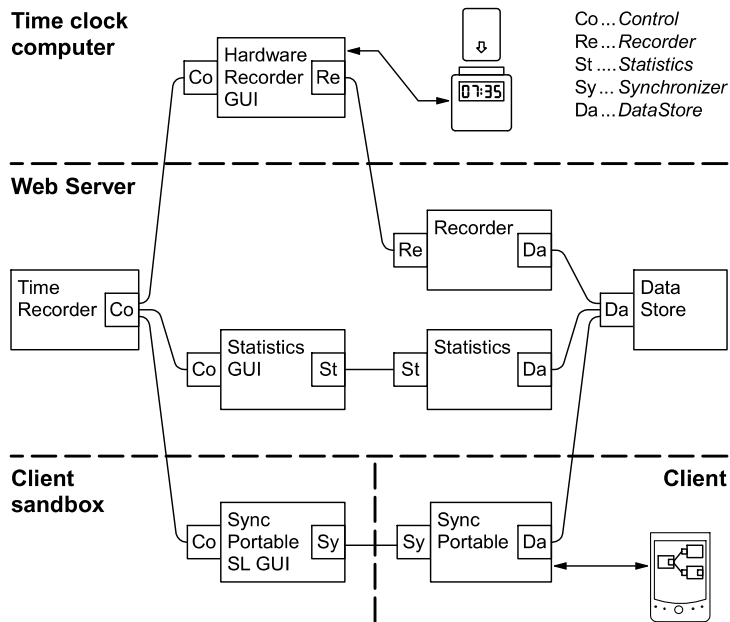 Time clock
computer
Hardware
Recorder
GUI
Co
Re
07:35
Co ... Control
Re ... Recorder
St .... Statistics
Sy ... Synchronizer
Da ... DataStore
Web Server
Time
Recorder
Co
Recorder
Re
Da
Data
Store
Da
Statistics
GUI
Co
St
Statistics
St
Da
Client
sandbox
Client
Sync
Portable
SL GUI
Co
Sy
Sync
Portable
Sy
Da